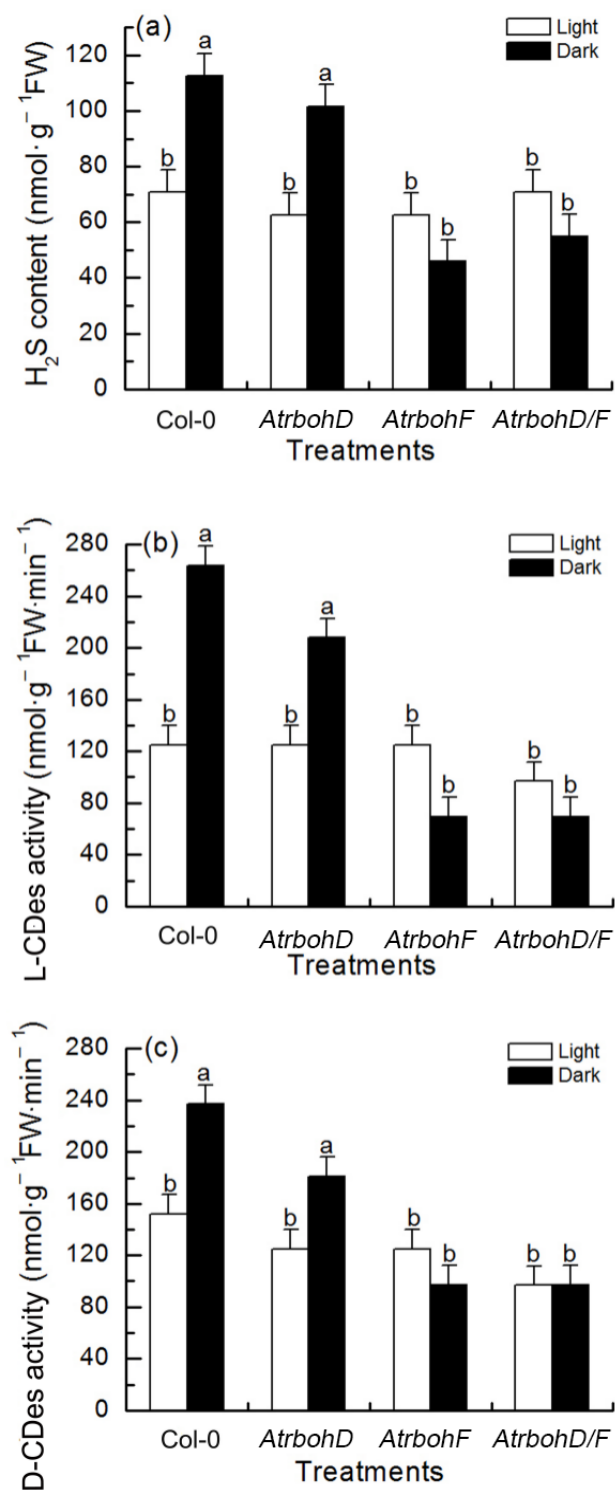 (a)
Light
Dark
H₂S content (nmol· g⁻ ¹FW)
120
100
80
60
40
20
0
b
a
b
a
b
b
b
b
Col-0
AtrbohD
AtrbohF
AtrbohD/F
Treatments
(b)
Light
Dark
L-CDes activity (nmol·g⁻ ¹FW·min⁻ ¹)
280
240
200
160
120
80
40
0
b
a
b
a
b
b
b
b
Col-0
AtrbohD
AtrbohF
AtrbohD/F
Treatments
(c)
Light
Dark
D-CDes activity (nmol·g⁻ ¹FW·min⁻ ¹)
280
240
200
160
120
80
40
0
b
a
b
a
b
b
b
b
Col-0
AtrbohD
AtrbohF
AtrbohD/F
Treatments